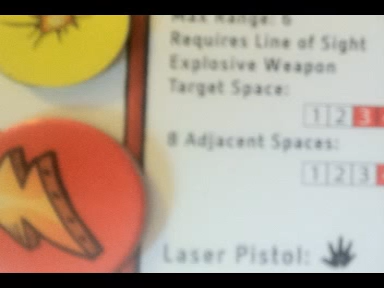 Max Range: 6
Requires Line of Sight
Explosive Weapon
Target Space:
1 2 3
8 Adjacent Spaces:
1 2 3
Laser Pistol: